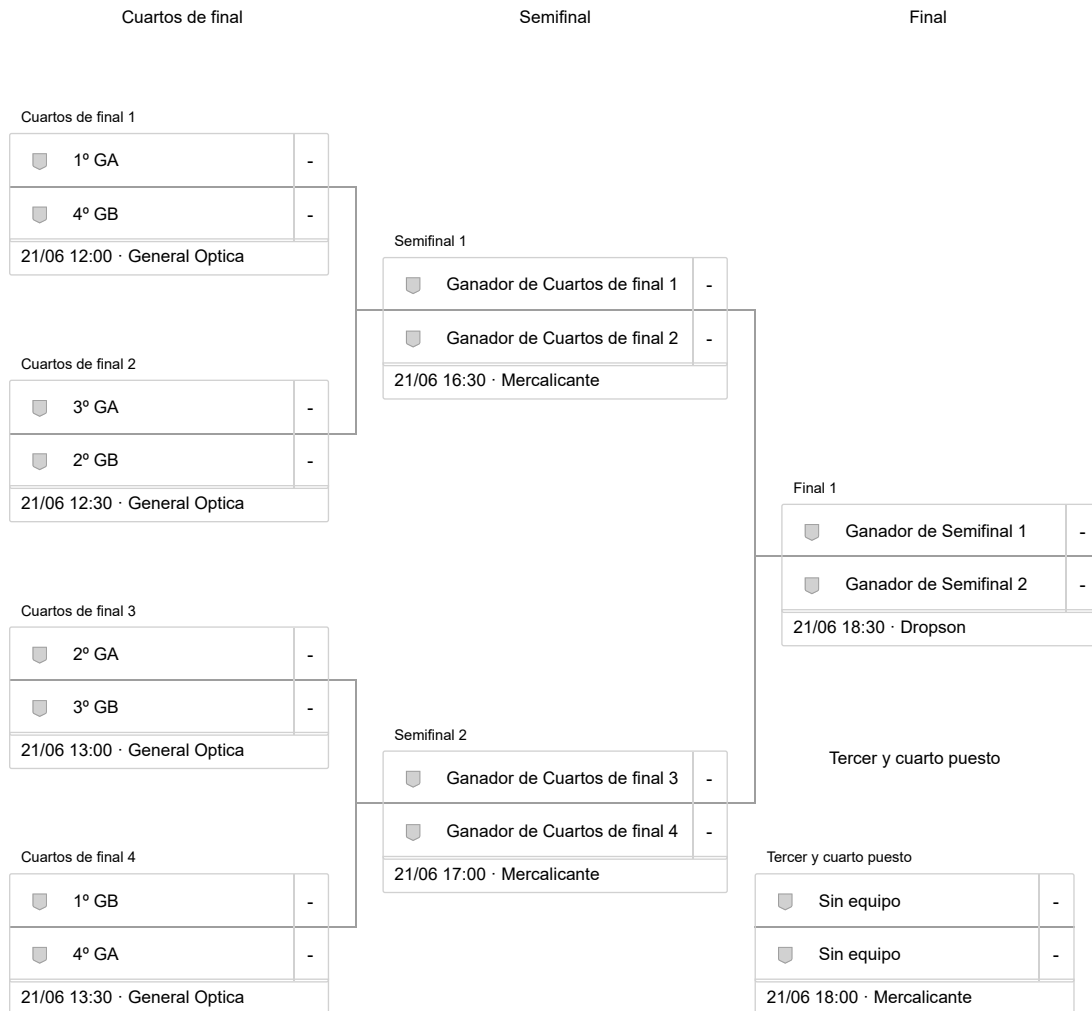 Cuartos de final
Semifinal
Final
Cuartos de final 1
1º GA -
4º GB -
21/06 12:00 · General Optica
Cuartos de final 2
3º GA -
2º GB -
21/06 12:30 · General Optica
Cuartos de final 3
2º GA -
3º GB -
21/06 13:00 · General Optica
Cuartos de final 4
1º GB -
4º GA -
21/06 13:30 · General Optica
Semifinal 1
Ganador de Cuartos de final 1 -
Ganador de Cuartos de final 2 -
21/06 16:30 · Mercalicante
Semifinal 2
Ganador de Cuartos de final 3 -
Ganador de Cuartos de final 4 -
21/06 17:00 · Mercalicante
Final 1
Ganador de Semifinal 1 -
Ganador de Semifinal 2 -
21/06 18:30 · Dropson
Tercer y cuarto puesto
Tercer y cuarto puesto
Sin equipo -
Sin equipo -
21/06 18:00 · Mercalicante